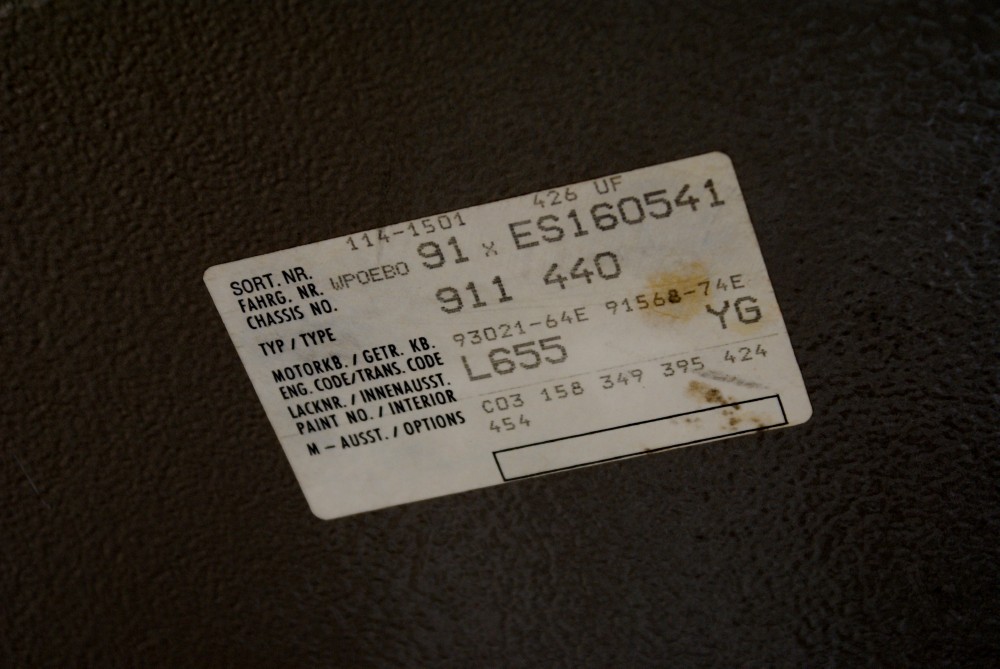 114-1501 426 UF
SORT. NR.
FAHRG. NR. WPOEBO 91 x ES160541
CHASSIS NO.
TYP / TYPE 911 440
MOTORKB. / GETR. KB. 93021-64E 91568-74E
ENG. CODE/TRANS. CODE
LACKNR. / INNENAUSST. L655 YG
PAINT NO. / INTERIOR
M – AUSST. / OPTIONS C03 158 349 395 424
454